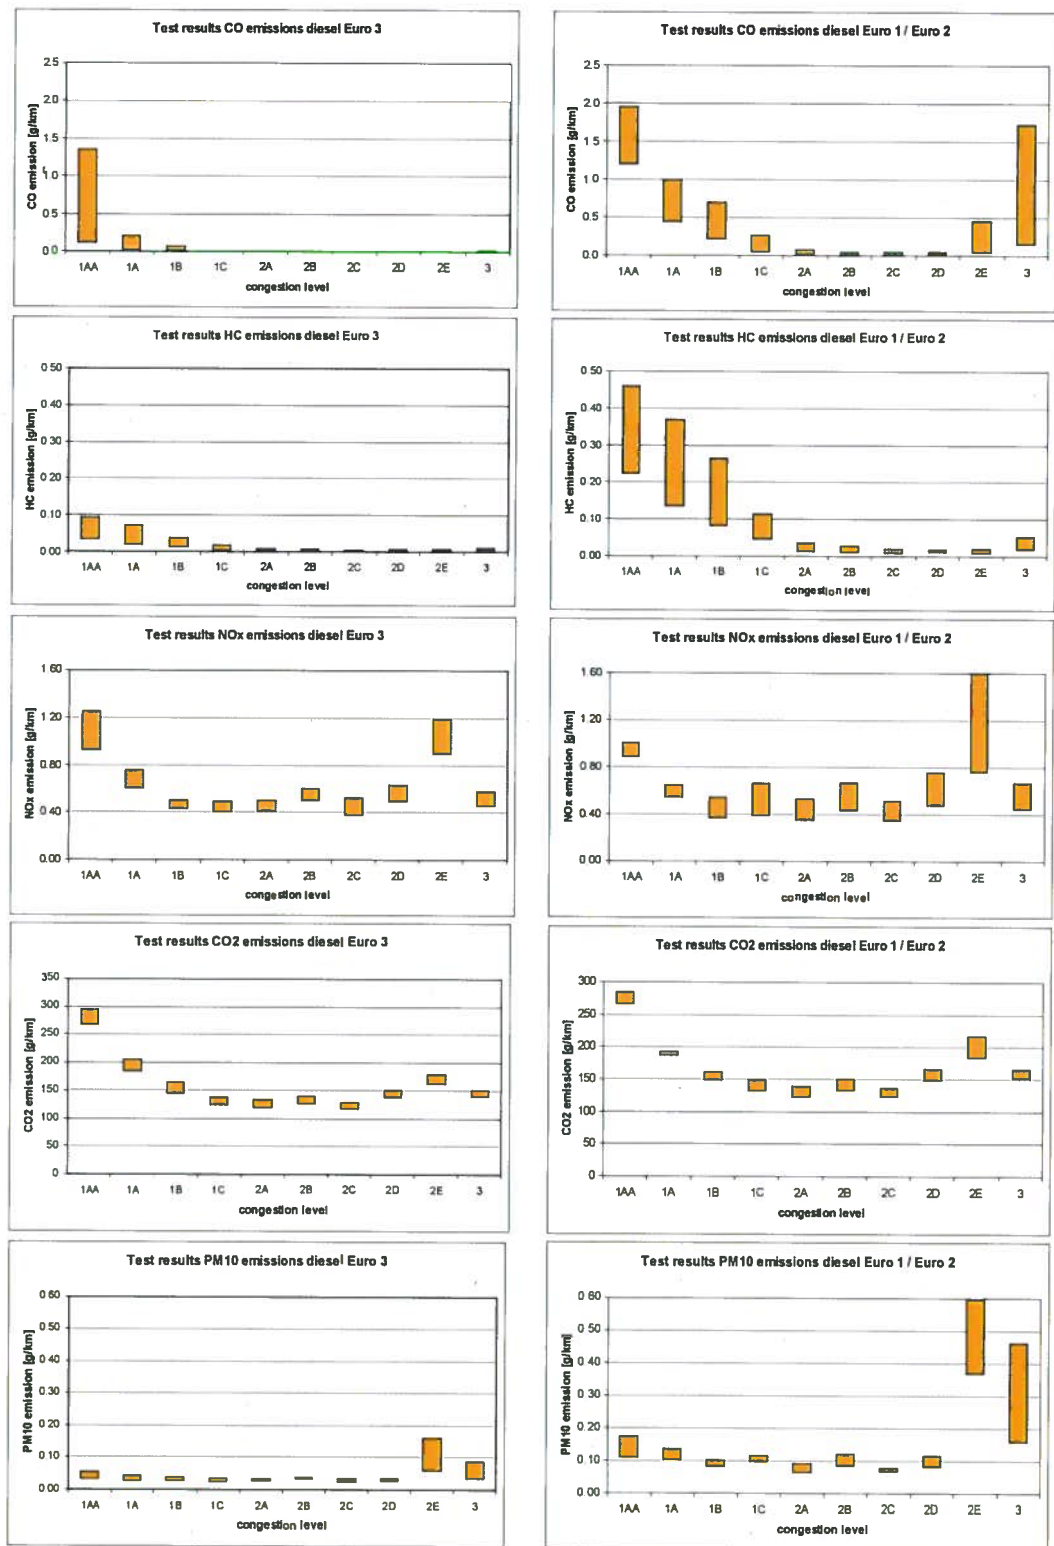 Test results CO emissions diesel Euro 3
CO emission [g/km]
2.5
2.0
1.5
1.0
0.5
0.0
1AA 1A 1B 1C 2A 2B 2C 2D 2E 3
congestion level
Test results CO emissions diesel Euro 1 / Euro 2
CO emission [g/km]
2.5
2.0
1.5
1.0
0.5
0.0
1AA 1A 1B 1C 2A 2B 2C 2D 2E 3
congestion level
Test results HC emissions diesel Euro 3
HC emission [g/km]
0.50
0.40
0.30
0.20
0.10
0.00
1AA 1A 1B 1C 2A 2B 2C 2D 2E 3
congestion level
Test results HC emissions diesel Euro 1 / Euro 2
HC emission [g/km]
0.50
0.40
0.30
0.20
0.10
0.00
1AA 1A 1B 1C 2A 2B 2C 2D 2E 3
congestion level
Test results NOx emissions diesel Euro 3
NOx emission [g/km]
1.60
1.20
0.80
0.40
0.00
1AA 1A 1B 1C 2A 2B 2C 2D 2E 3
congestion level
Test results NOx emissions diesel Euro 1 / Euro 2
NOx emission [g/km]
1.60
1.20
0.80
0.40
0.00
1AA 1A 1B 1C 2A 2B 2C 2D 2E 3
congestion level
Test results CO2 emissions diesel Euro 3
CO2 emission [g/km]
350
300
250
200
150
100
50
0
1AA 1A 1B 1C 2A 2B 2C 2D 2E 3
congestion level
Test results CO2 emissions diesel Euro 1 / Euro 2
CO2 emission [g/km]
300
250
200
150
100
50
0
1AA 1A 1B 1C 2A 2B 2C 2D 2E 3
congestion level
Test results PM10 emissions diesel Euro 3
PM10 emission [g/km]
0.60
0.50
0.40
0.30
0.20
0.10
0.00
1AA 1A 1B 1C 2A 2B 2C 2D 2E 3
congestion level
Test results PM10 emissions diesel Euro 1 / Euro 2
PM10 emission [g/km]
0.60
0.50
0.40
0.30
0.20
0.10
0.00
1AA 1A 1B 1C 2A 2B 2C 2D 2E 3
congestion level